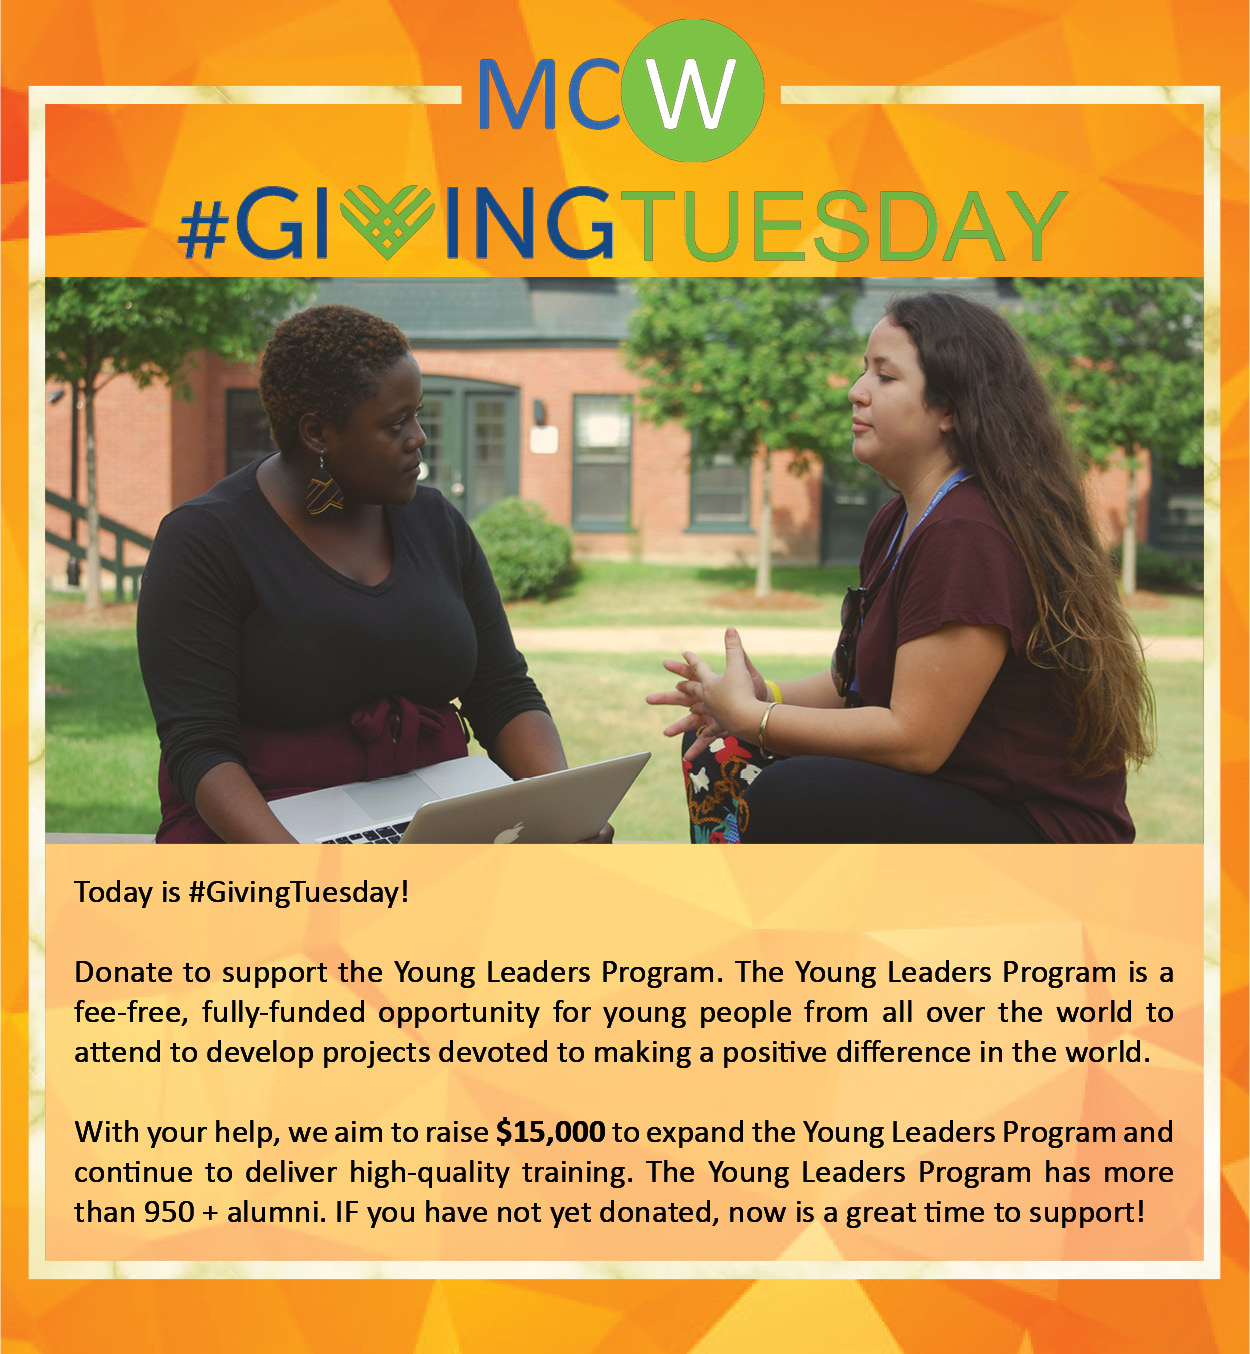 MCW
#GIVINGTUESDAY
Today is #GivingTuesday!
Donate to support the Young Leaders Program. The Young Leaders Program is a
fee-free, fully-funded opportunity for young people from all over the world to
attend to develop projects devoted to making a positive difference in the world.
With your help, we aim to raise $15,000 to expand the Young Leaders Program and
continue to deliver high-quality training. The Young Leaders Program has more
than 950 + alumni. IF you have not yet donated, now is a great time to support!